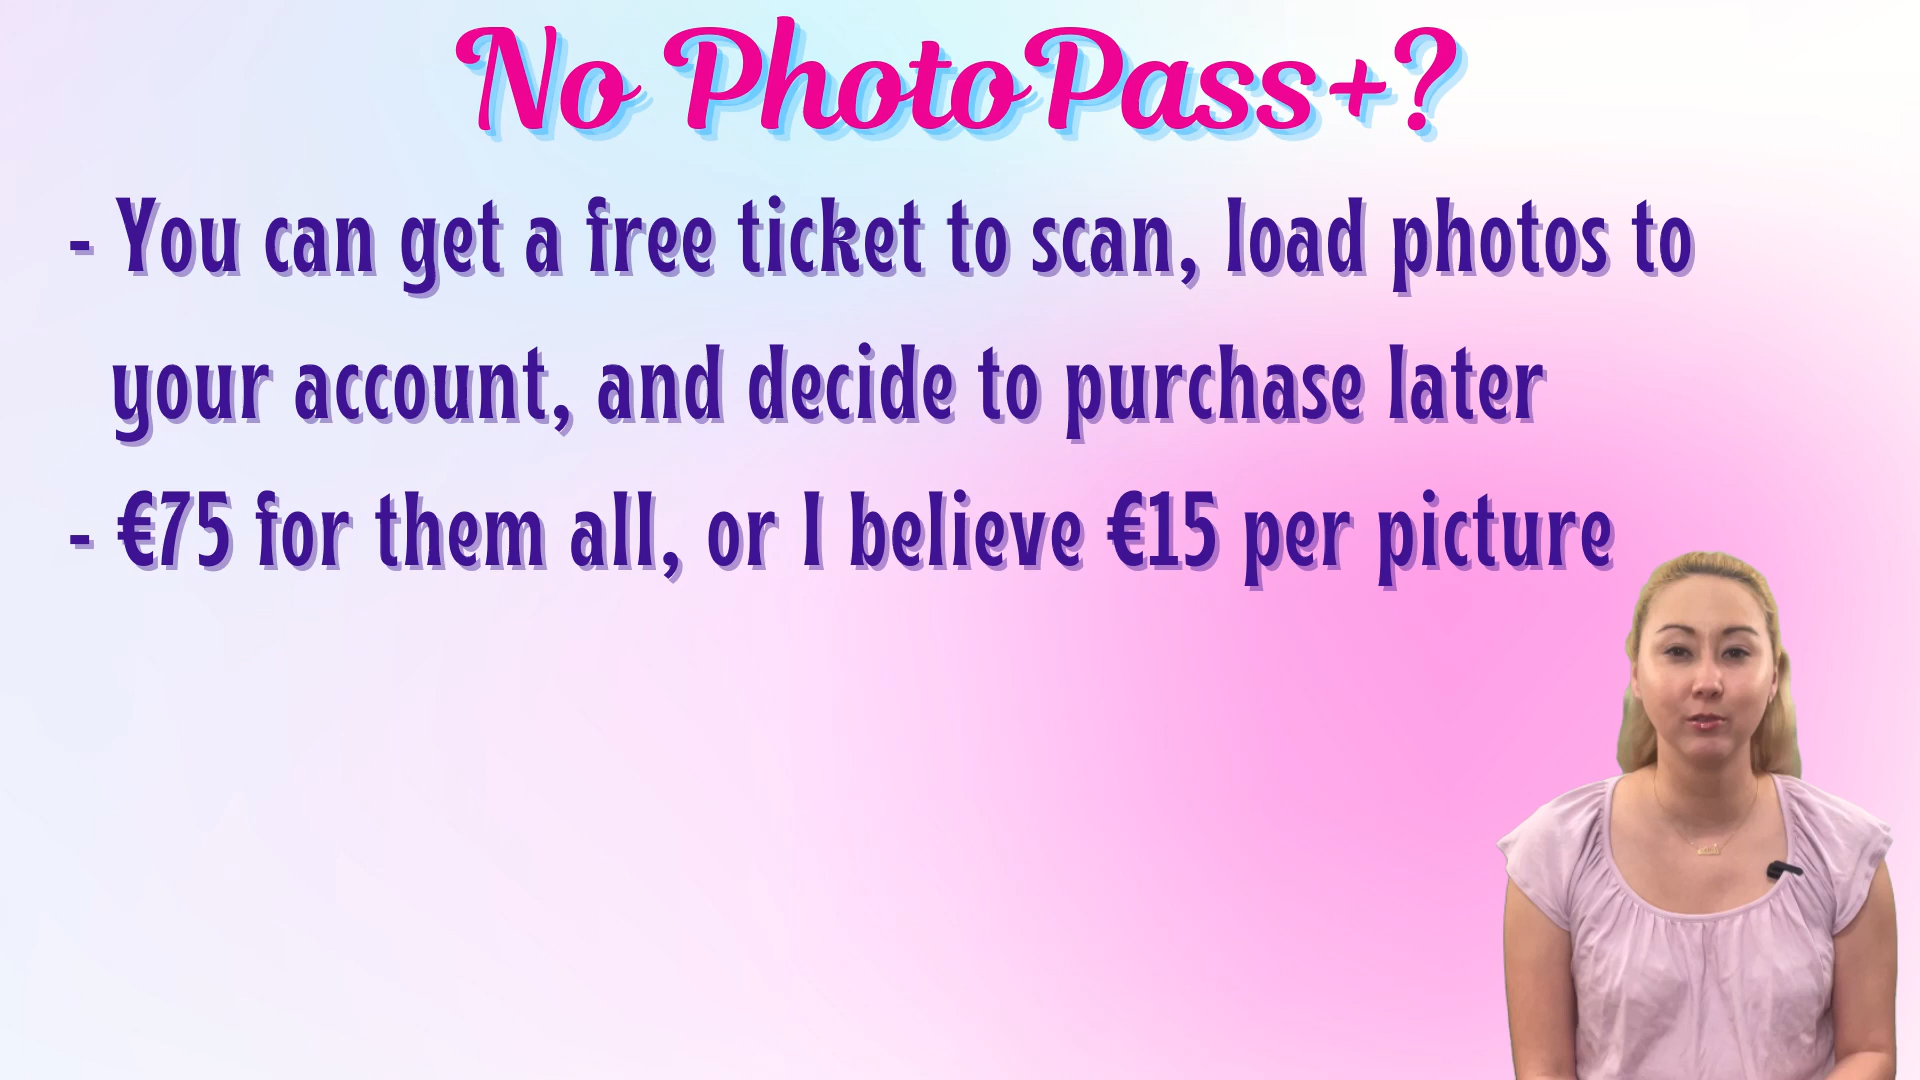 No PhotoPass+?
- You can get a free ticket to scan, load photos to
your account, and decide to purchase later
- €75 for them all, or I believe €15 per picture